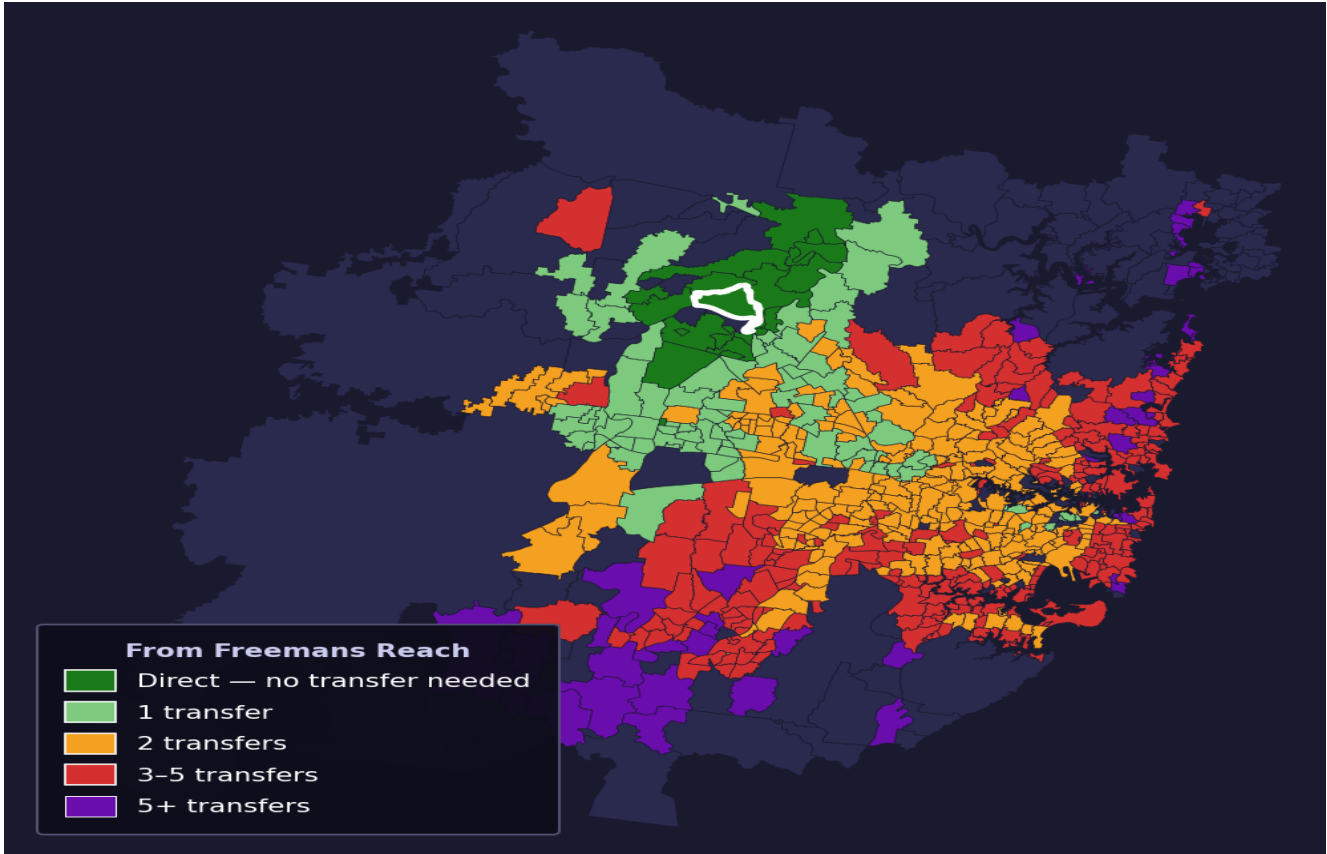 From Freemans Reach
Direct — no transfer needed
1 transfer
2 transfers
3–5 transfers
5+ transfers